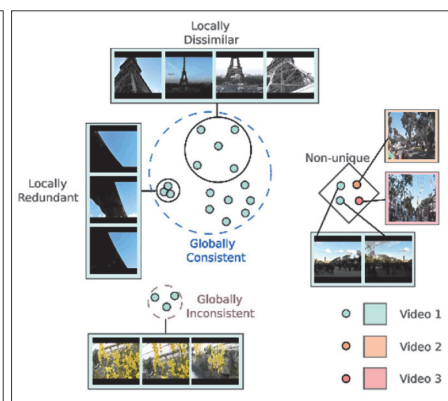 Locally
Dissimilar
Non-unique
Locally
Redundant
Globally
Consistent
Globally
Inconsistent
Video 1
Video 2
Video 3